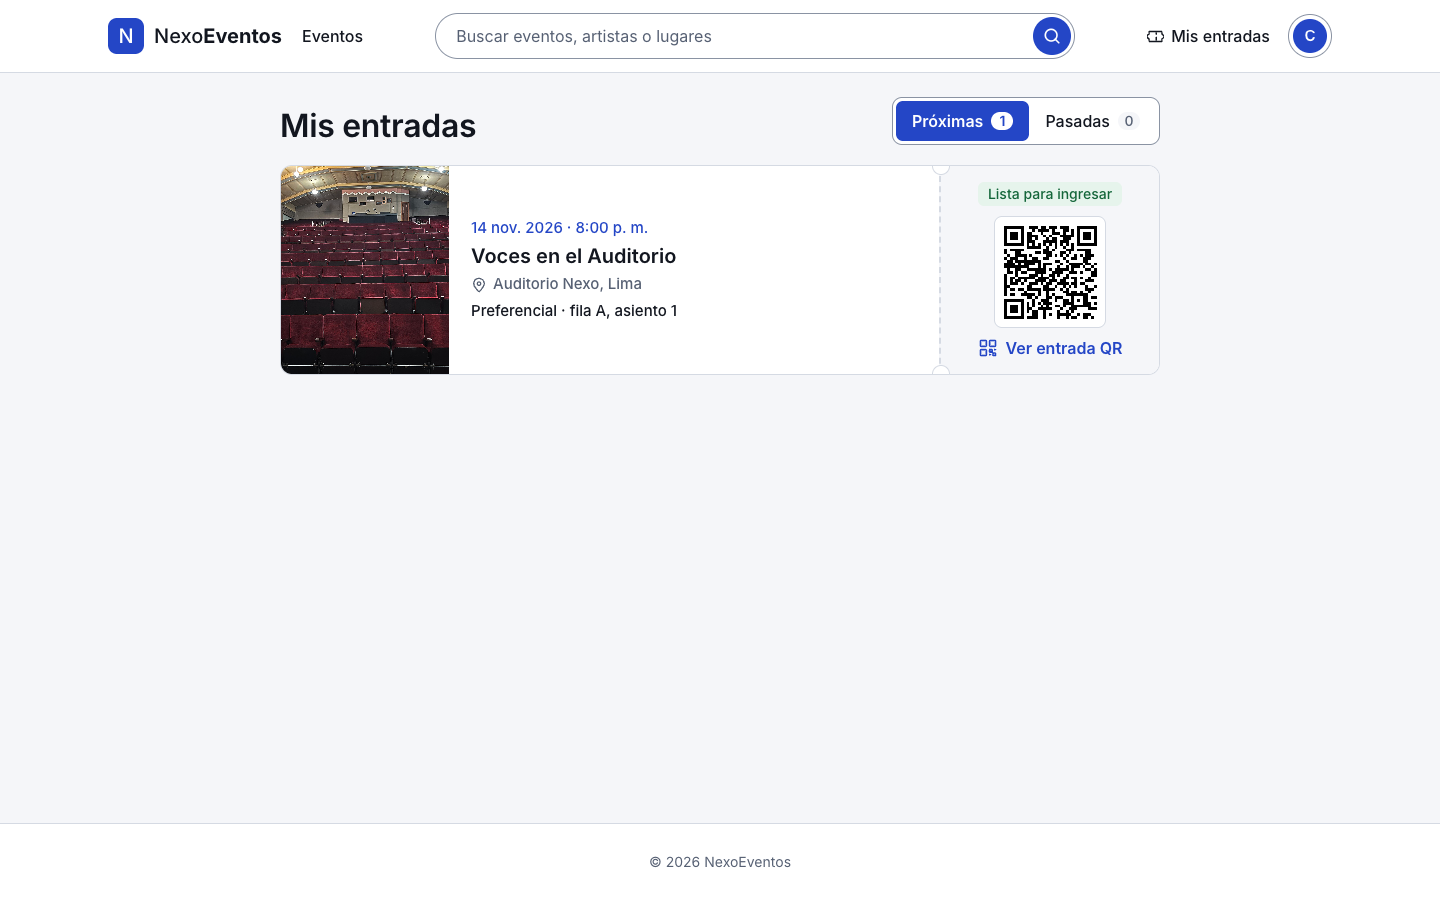 N NexoEventos Eventos Buscar eventos, artistas o lugares Mis entradas C
Mis entradas
Próximas 1 Pasadas 0
14 nov. 2026 · 8:00 p. m.
Voces en el Auditorio
Auditorio Nexo, Lima
Preferencial · fila A, asiento 1
Lista para ingresar
Ver entrada QR
© 2026 NexoEventos